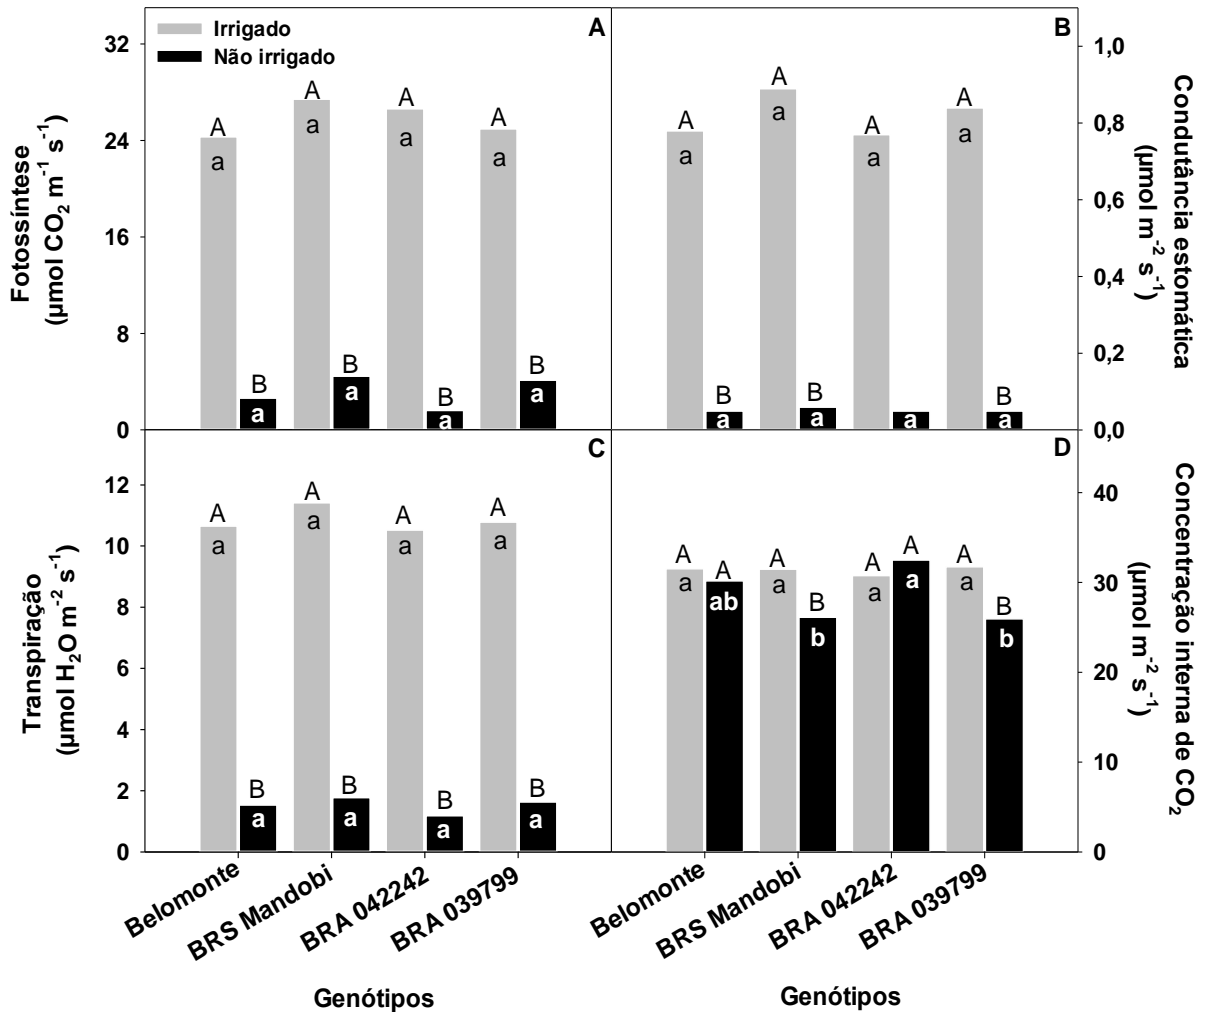 Irrigado
Não irrigado
A
B
Fotossíntese
(µmol CO₂ m⁻¹ s⁻¹)
32
24
16
8
0
A A A A
a a a a
B B B B
a a a a
A A A A
a a a a
B B B
a a a a
1,0
0,8
0,6
0,4
0,2
0,0
Condutância estomática
(µmol m⁻² s⁻¹)
C
D
Transpiração
(µmol H₂O m⁻² s⁻¹)
12
10
8
6
4
2
0
A A A A
a a a a
B B B B
a a a a
A A A B A A A B
a ab a b a a a b
40
30
20
10
0
Concentração interna de CO₂
(µmol m⁻² s⁻¹)
Belomonte
BRS Mandobi
BRA 042242
BRA 039799
Belomonte
BRS Mandobi
BRA 042242
BRA 039799
Genótipos
Genótipos